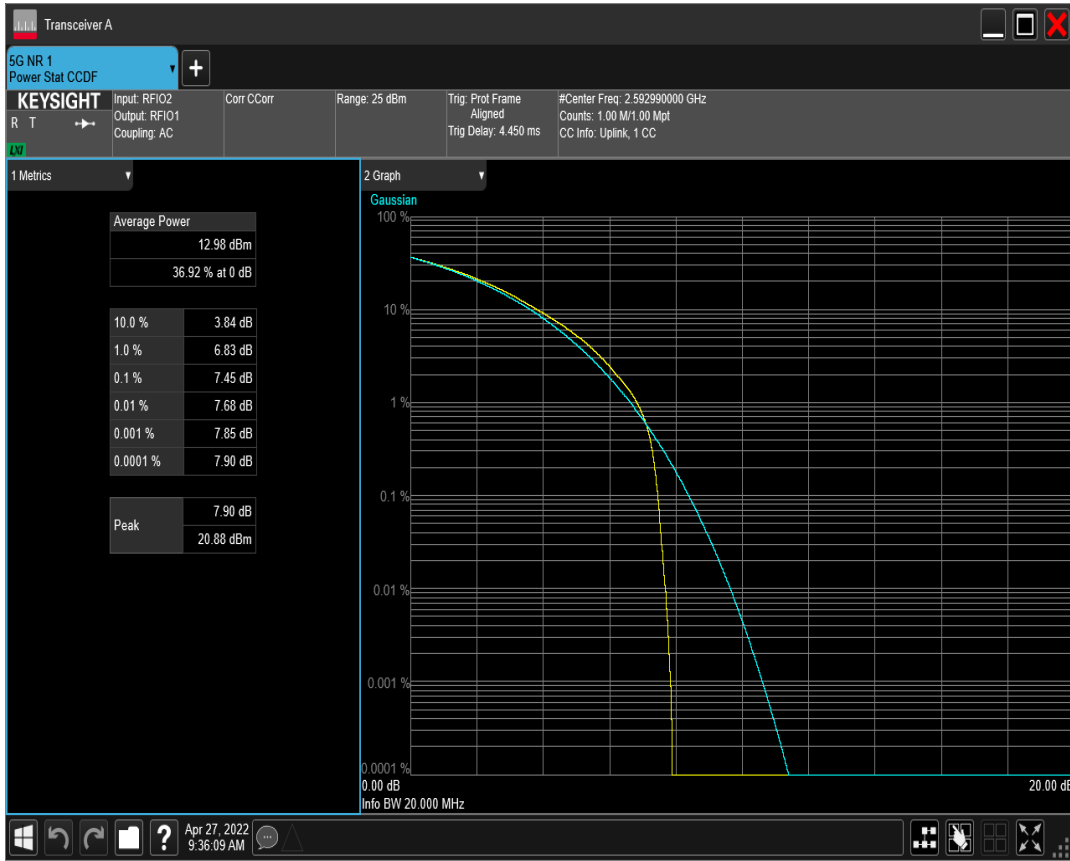 Transceiver A
5G NR 1
Power Stat CCDF
+
KEYSIGHT
R T
LXI
Input: RFIO2
Output: RFIO1
Coupling: AC
Corr CCorr
Range: 25 dBm
Trig: Prot Frame
Aligned
Trig Delay: 4.450 ms
#Center Freq: 2.592990000 GHz
Counts: 1.00 M/1.00 Mpt
CC Info: Uplink, 1 CC
1 Metrics
Average Power
12.98 dBm
36.92 % at 0 dB
10.0 % 3.84 dB
1.0 % 6.83 dB
0.1 % 7.45 dB
0.01 % 7.68 dB
0.001 % 7.85 dB
0.0001 % 7.90 dB
Peak
7.90 dB
20.88 dBm
2 Graph
Gaussian
100 %
10 %
1 %
0.1 %
0.01 %
0.001 %
0.0001 %
0.00 dB
20.00 dB
Info BW 20.000 MHz
?
Apr 27, 2022
9:36:09 AM